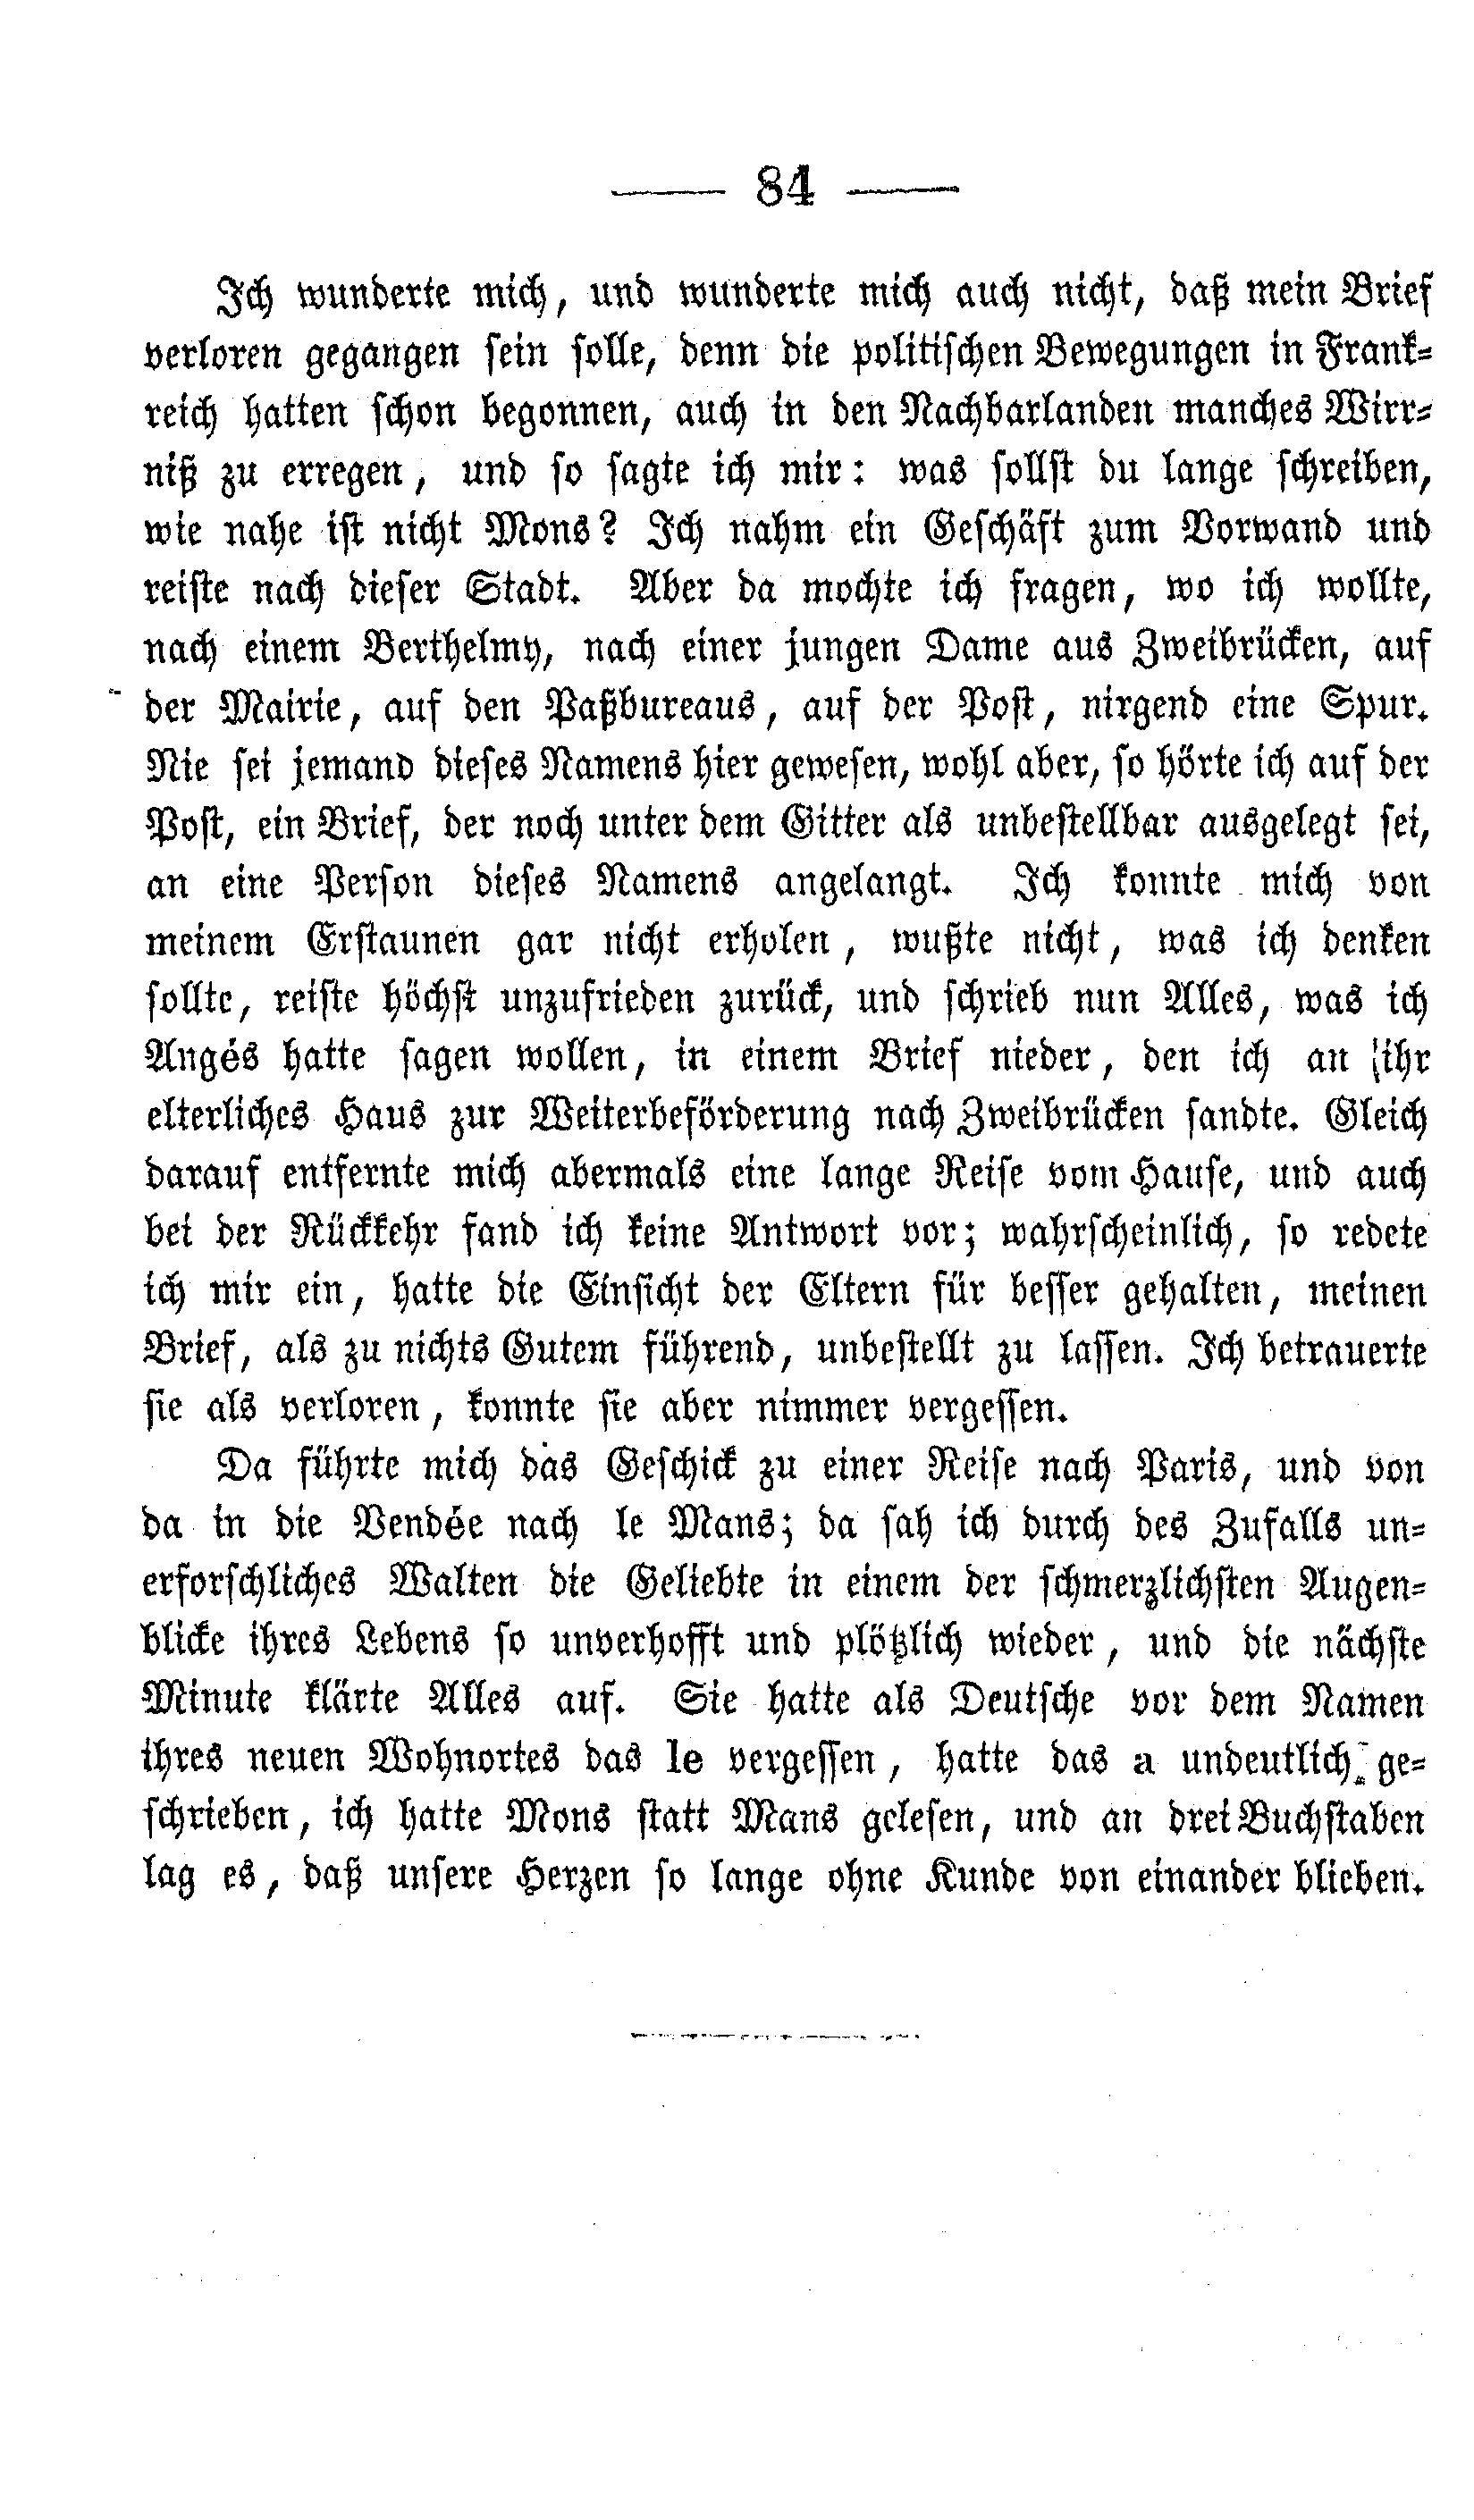 — 84 —
Ich wunderte mich, und wunderte mich auch nicht, daß mein Brief
verloren gegangen sein solle, denn die politischen Bewegungen in Frank-
reich hatten schon begonnen, auch in den Nachbarlanden manches Wirr-
niß zu erregen, und so sagte ich mir: was sollst du lange schreiben,
wie nahe ist nicht Mons? Ich nahm ein Geschäft zum Vorwand und
reiste nach dieser Stadt. Aber da mochte ich fragen, wo ich wollte,
nach einem Berthelmy, nach einer jungen Dame aus Zweibrücken, auf
der Mairie, auf den Paßbureaus, auf der Post, nirgend eine Spur.
Nie sei jemand dieses Namens hier gewesen, wohl aber, so hörte ich auf der
Post, ein Brief, der noch unter dem Gitter als unbestellbar ausgelegt sei,
an eine Person dieses Namens angelangt. Ich konnte mich von
meinem Erstaunen gar nicht erholen, wußte nicht, was ich denken
sollte, reiste höchst unzufrieden zurück, und schrieb nun Alles, was ich
Angés hatte sagen wollen, in einem Brief nieder, den ich an ihr
elterliches Haus zur Weiterbeförderung nach Zweibrücken sandte. Gleich
darauf entfernte mich abermals eine lange Reise vom Hause, und auch
bei der Rückkehr fand ich keine Antwort vor; wahrscheinlich, so redete
ich mir ein, hatte die Einsicht der Eltern für besser gehalten, meinen
Brief, als zu nichts Gutem führend, unbestellt zu lassen. Ich betrauerte
sie als verloren, konnte sie aber nimmer vergessen.
Da führte mich das Geschick zu einer Reise nach Paris, und von
da in die Vendée nach le Mans; da sah ich durch des Zufalls un-
erforschliches Walten die Geliebte in einem der schmerzlichsten Augen-
blicke ihres Lebens so unverhofft und plötzlich wieder, und die nächste
Minute klärte Alles auf. Sie hatte als Deutsche vor dem Namen
ihres neuen Wohnortes das le vergessen, hatte das a undeutlich ge-
schrieben, ich hatte Mons statt Mans gelesen, und an drei Buchstaben
lag es, daß unsere Herzen so lange ohne Kunde von einander blieben.